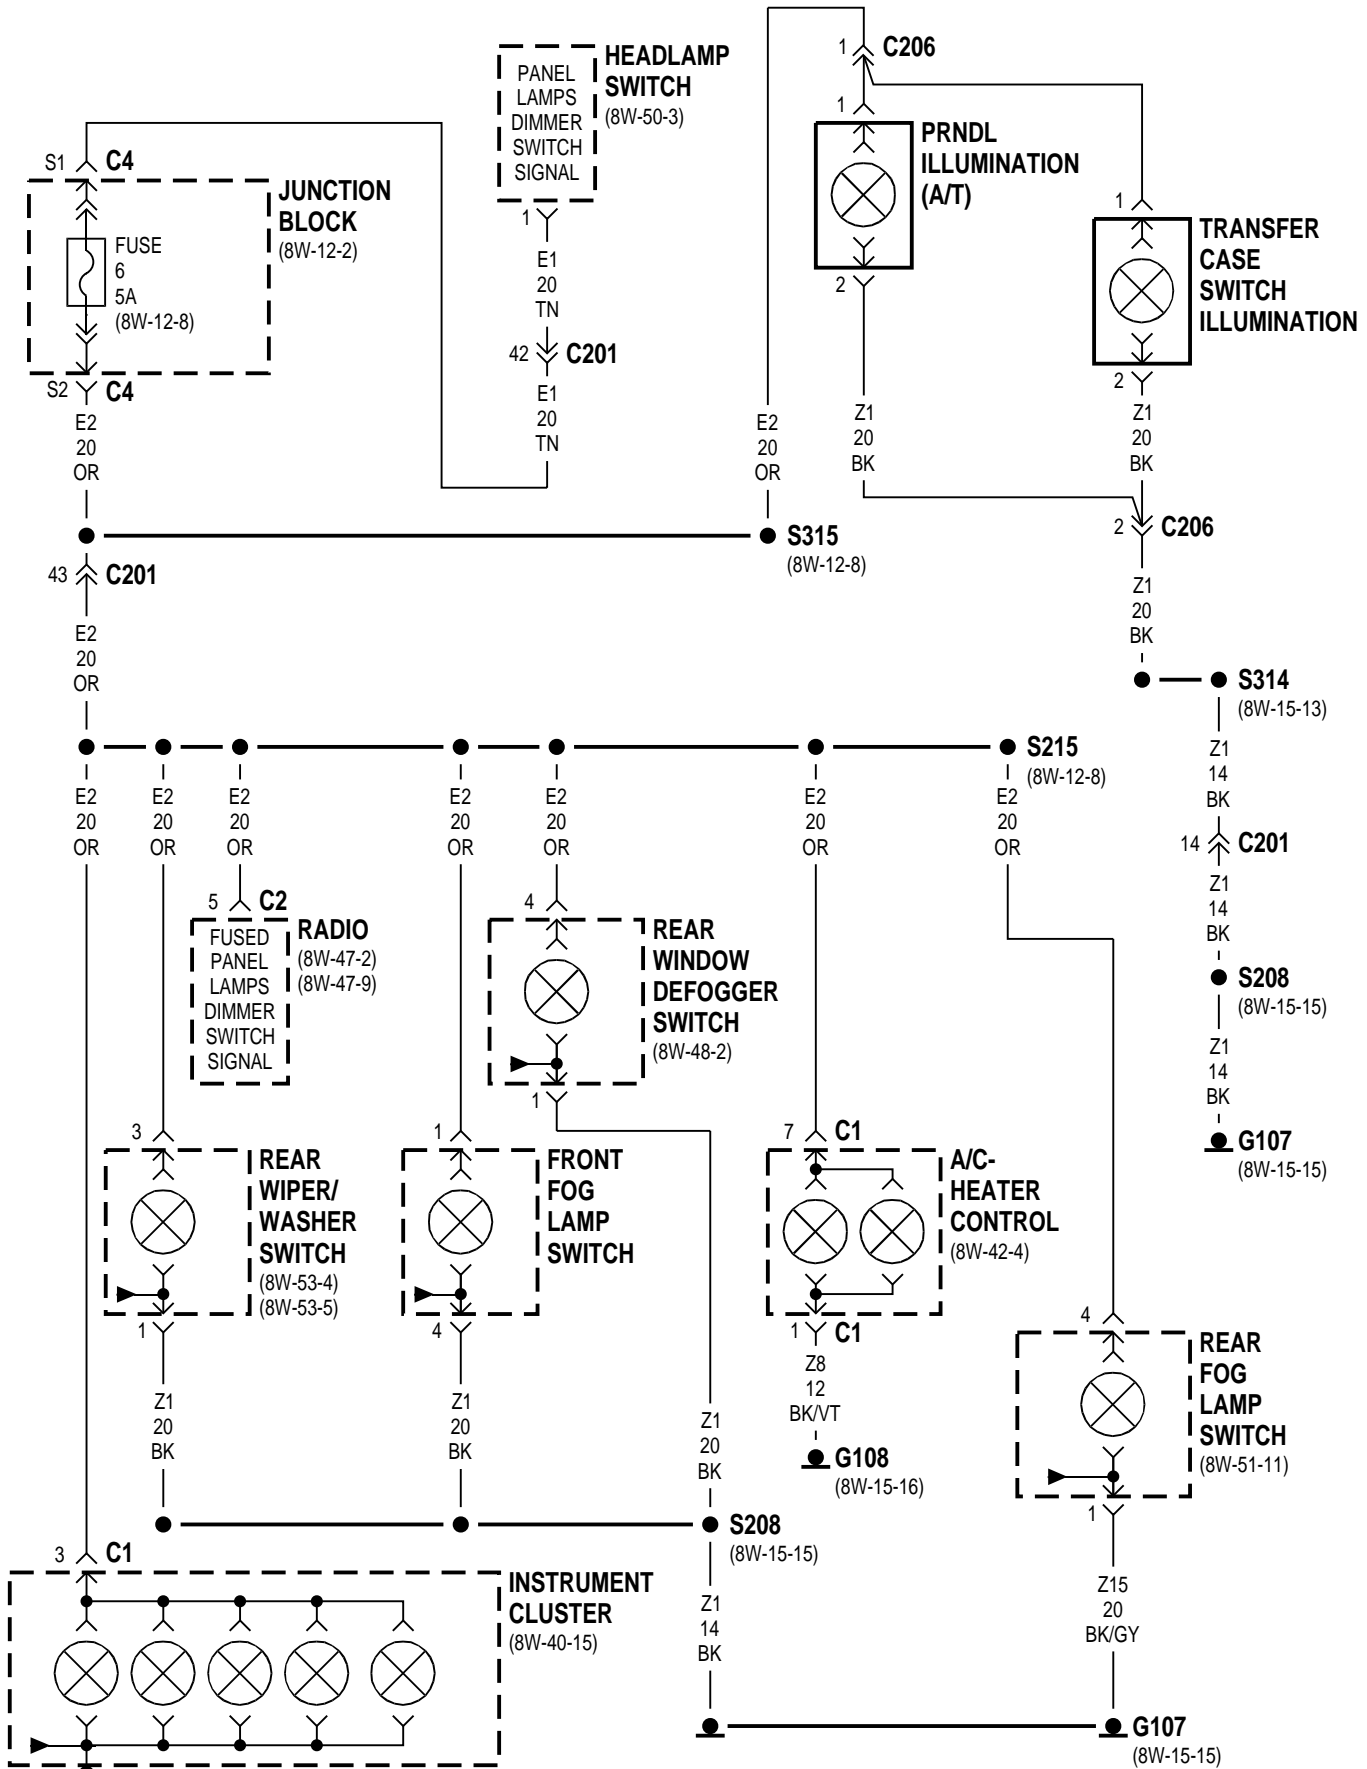 HEADLAMP
SWITCH
(8W-50-3)
PANEL
LAMPS
DIMMER
SWITCH
SIGNAL
1
E1
20
TN
42
C201
E1
20
TN
S1
C4
JUNCTION
BLOCK
(8W-12-2)
FUSE
6
5A
(8W-12-8)
S2
C4
E2
20
OR
1
C206
1
PRNDL
ILLUMINATION
(A/T)
2
Z1
20
BK
1
TRANSFER
CASE
SWITCH
ILLUMINATION
2
Z1
20
BK
E2
20
OR
S315
(8W-12-8)
2
C206
Z1
20
BK
43
C201
E2
20
OR
S314
(8W-15-13)
Z1
14
BK
14
C201
Z1
14
BK
S208
(8W-15-15)
Z1
14
BK
G107
(8W-15-15)
S215
(8W-12-8)
E2
20
OR
E2
20
OR
E2
20
OR
E2
20
OR
E2
20
OR
E2
20
OR
E2
20
OR
5
C2
RADIO
(8W-47-2)
(8W-47-9)
FUSED
PANEL
LAMPS
DIMMER
SWITCH
SIGNAL
4
REAR
WINDOW
DEFOGGER
SWITCH
(8W-48-2)
1
3
REAR
WIPER/
WASHER
SWITCH
(8W-53-4)
(8W-53-5)
1
Z1
20
BK
1
FRONT
FOG
LAMP
SWITCH
4
Z1
20
BK
Z1
20
BK
7
C1
A/C-
HEATER
CONTROL
(8W-42-4)
1
C1
Z8
12
BK/VT
G108
(8W-15-16)
4
REAR
FOG
LAMP
SWITCH
(8W-51-11)
1
Z15
20
BK/GY
S208
(8W-15-15)
Z1
14
BK
3
C1
INSTRUMENT
CLUSTER
(8W-40-15)
G107
(8W-15-15)